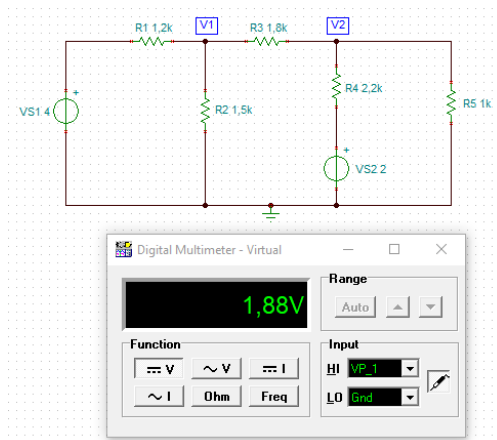 R1 1,2k
V1
R3 1,8k
V2
VS1 4
R2 1,5k
R4 2,2k
R5 1k
VS2 2
Digital Multimeter - Virtual
1,88V
Range
Auto
Function
V
V
I
I
Ohm
Freq
Input
HI VP_1
LO Gnd